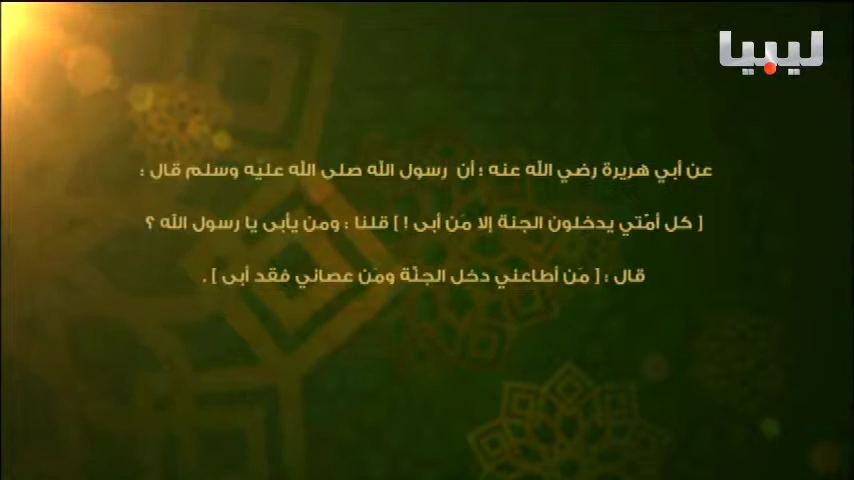 ليبيا
عن أبي هريرة رضي الله عنه ؛ أن رسول الله صلى الله عليه وسلم قال :
[ كل أمّتي يدخلون الجنة إلا مَن أبى ! ] قلنا : ومن يأبى يا رسول الله ؟
قال : [ مَن أطاعني دخل الجنّة ومَن عصاني فقد أبى ] .